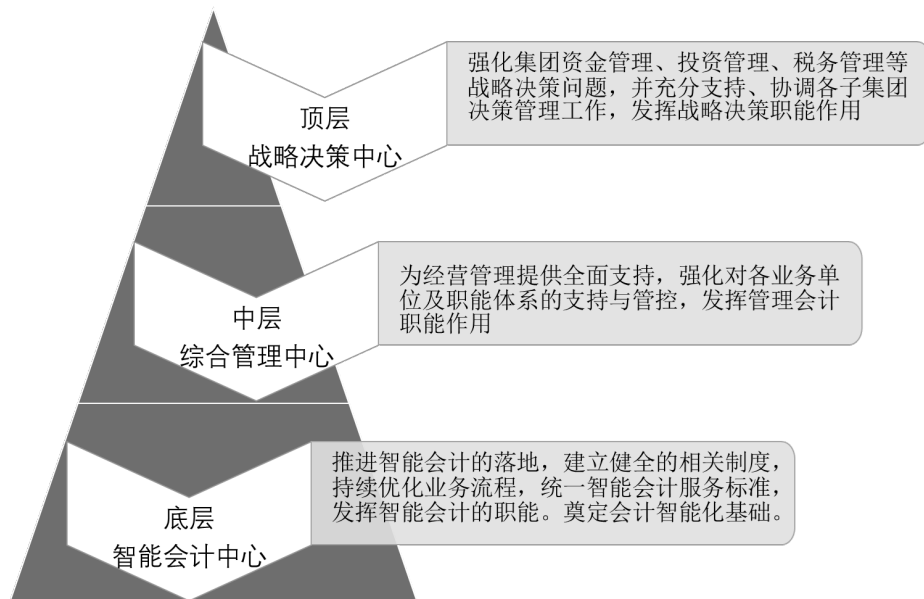 顶层
战略决策中心
强化集团资金管理、投资管理、税务管理等
战略决策问题，并充分支持、协调各子集团
决策管理工作，发挥战略决策职能作用
中层
综合管理中心
为经营管理提供全面支持，强化对各业务单
位及职能体系的支持与管控，发挥管理会计
职能作用
底层
智能会计中心
推进智能会计的落地，建立健全的相关制度，
持续优化业务流程，统一智能会计服务标准，
发挥智能会计的职能。奠定会计智能化基础。